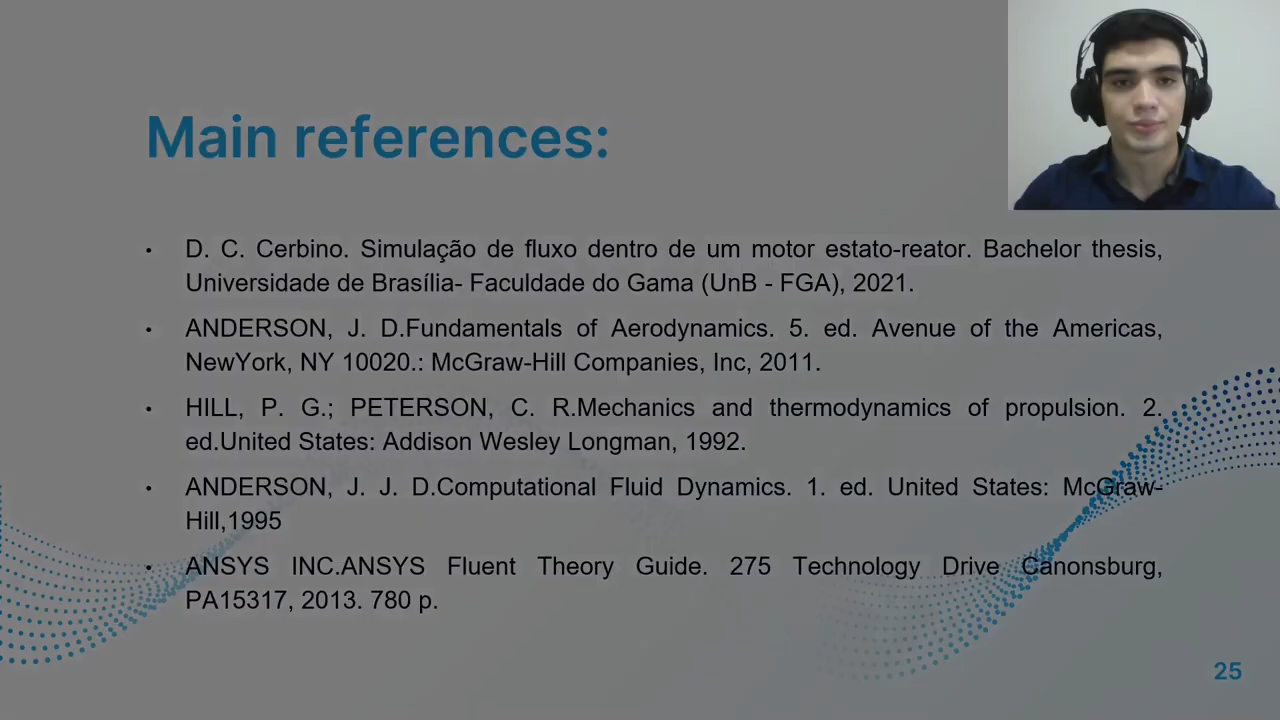 Main references:
• D. C. Cerbino. Simulação de fluxo dentro de um motor estato-reator. Bachelor thesis,
Universidade de Brasília- Faculdade do Gama (UnB - FGA), 2021.
• ANDERSON, J. D.Fundamentals of Aerodynamics. 5. ed. Avenue of the Americas,
NewYork, NY 10020.: McGraw-Hill Companies, Inc, 2011.
• HILL, P. G.; PETERSON, C. R.Mechanics and thermodynamics of propulsion. 2.
ed.United States: Addison Wesley Longman, 1992.
• ANDERSON, J. J. D.Computational Fluid Dynamics. 1. ed. United States: McGraw-
Hill,1995
• ANSYS INC.ANSYS Fluent Theory Guide. 275 Technology Drive Canonsburg,
PA15317, 2013. 780 p.
25